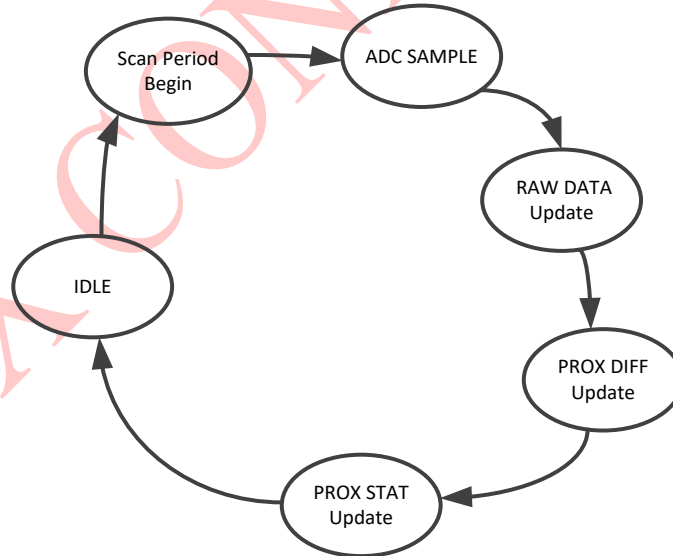 Scan Period
Begin
ADC SAMPLE
RAW DATA
Update
PROX DIFF
Update
PROX STAT
Update
IDLE